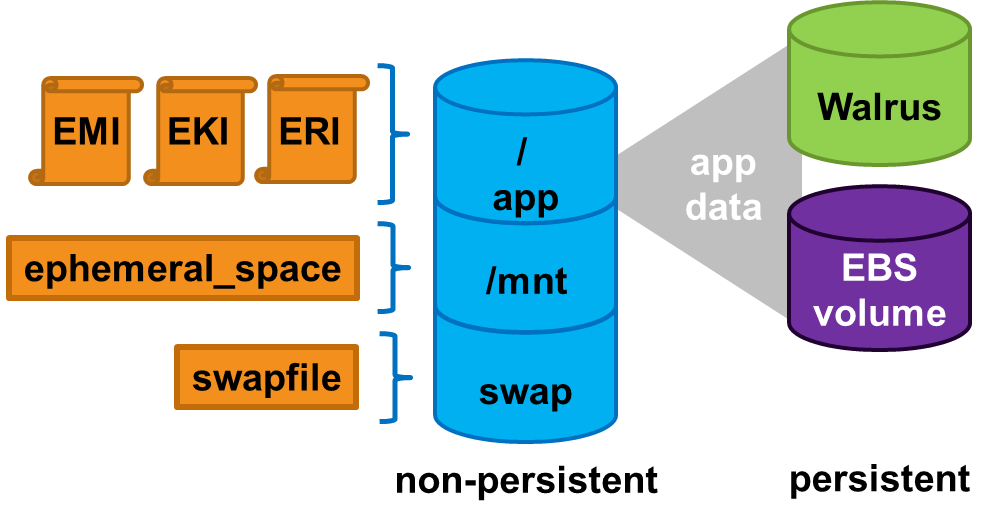 EMI
EKI
ERI
ephemeral_space
swapfile
/
app
/mnt
swap
non-persistent
app
data
Walrus
EBS
volume
persistent